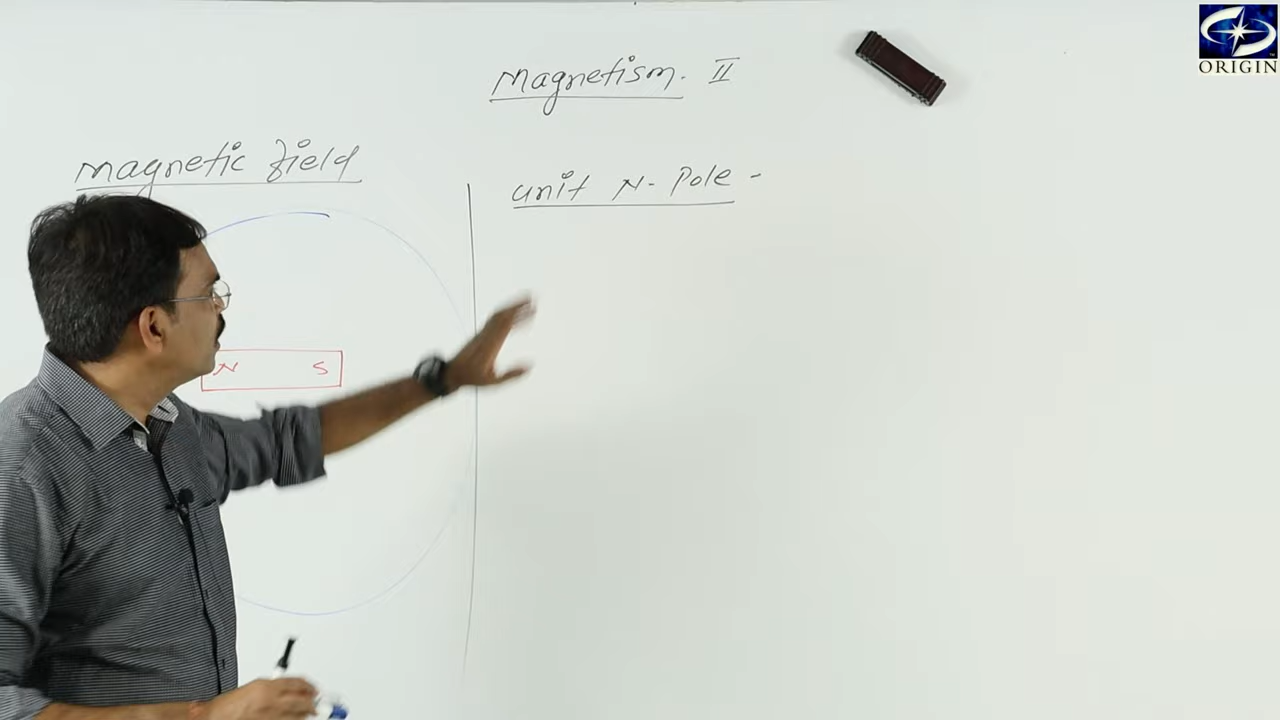 Magnetism. II
Magnetic field
unit N- Pole -
N S
ORIGIN